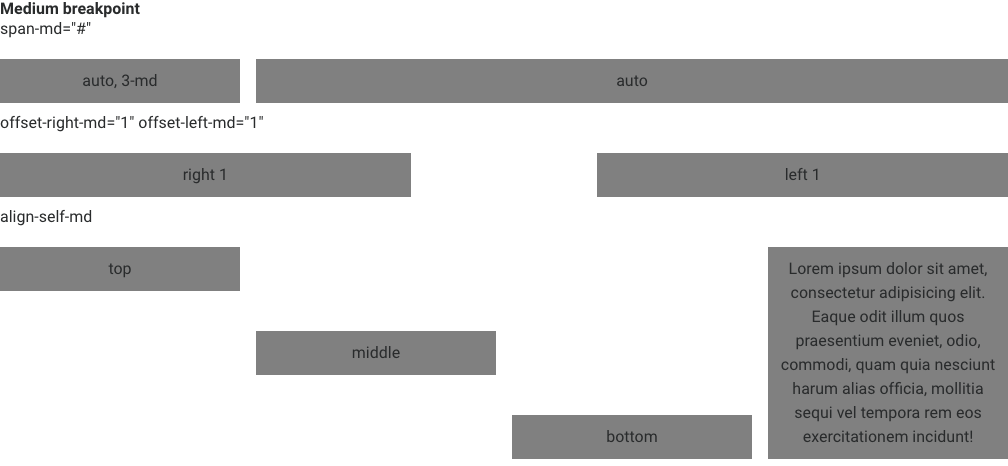 Medium breakpoint
span-md="#"
auto, 3-md
auto
offset-right-md="1" offset-left-md="1"
right 1
left 1
align-self-md
top
middle
bottom
Lorem ipsum dolor sit amet,
consectetur adipisicing elit.
Eaque odit illum quos
praesentium eveniet, odio,
commodi, quam quia nesciunt
harum alias officia, mollitia
sequi vel tempora rem eos
exercitationem incidunt!